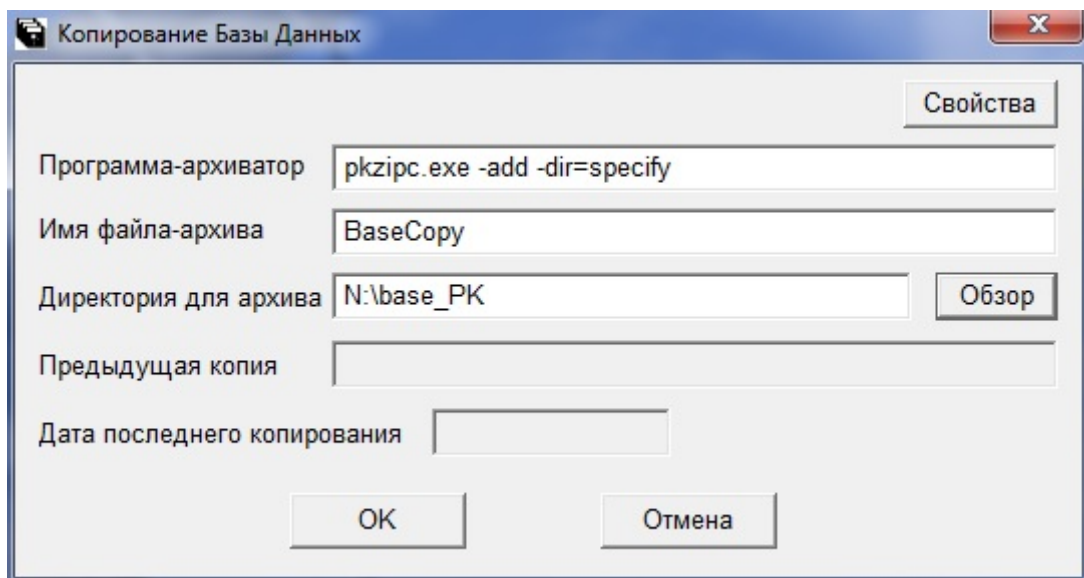 Копирование Базы Данных
Свойства
Программа-архиватор pkzipc.exe -add -dir=specify
Имя файла-архива BaseCopy
Директория для архива N:\base_PK Обзор
Предыдущая копия
Дата последнего копирования
OK Отмена